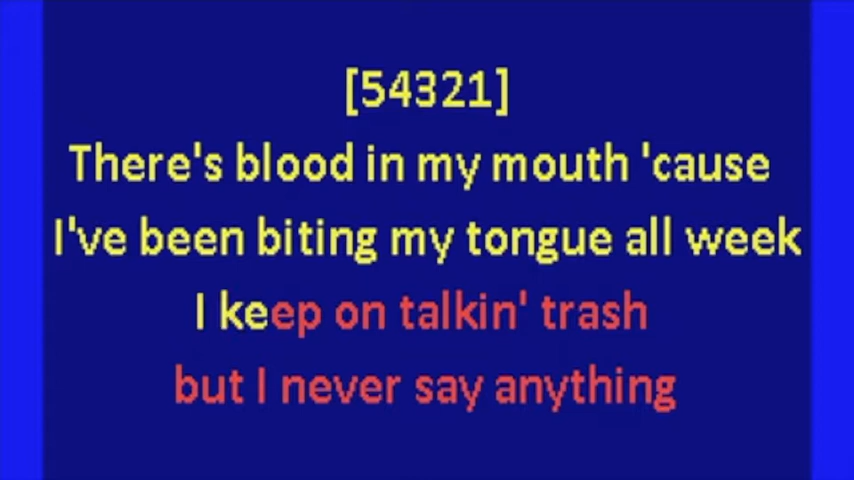 [54321]
There's blood in my mouth 'cause
I've been biting my tongue all week
I keep on talkin' trash
but I never say anything